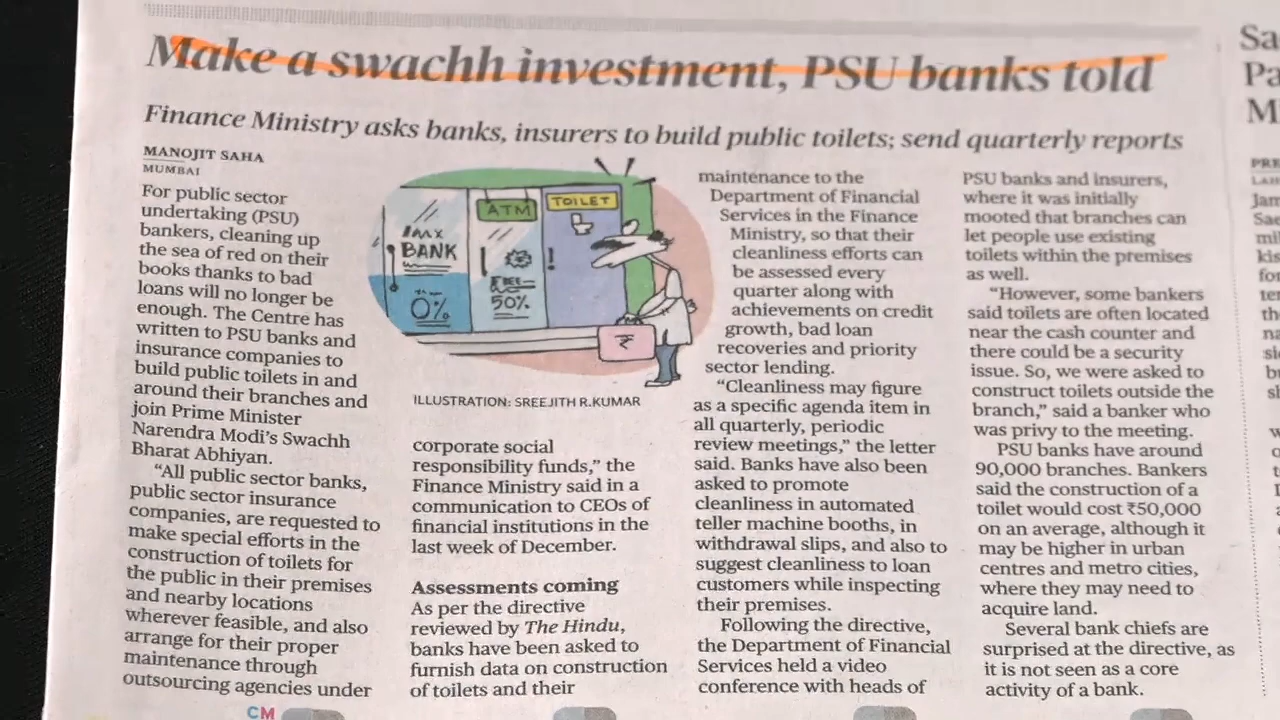 Make a swachh investment, PSU banks told
Finance Ministry asks banks, insurers to build public toilets; send quarterly reports
MANOJIT SAHA
MUMBAI
For public sector
undertaking (PSU)
bankers, cleaning up
the sea of red on their
books thanks to bad
loans will no longer be
enough. The Centre has
written to PSU banks and
insurance companies to
build public toilets in and
around their branches and
join Prime Minister
Narendra Modi's Swachh
Bharat Abhiyan.
“All public sector banks,
public sector insurance
companies, are requested to
make special efforts in the
construction of toilets for
the public in their premises
and nearby locations
wherever feasible, and also
arrange for their proper
maintenance through
outsourcing agencies under
BANK
0%
ATM
50%
TOILET
₹
ILLUSTRATION: SREEJITH R.KUMAR
corporate social
responsibility funds,” the
Finance Ministry said in a
communication to CEOs of
financial institutions in the
last week of December.
Assessments coming
As per the directive
reviewed by The Hindu,
banks have been asked to
furnish data on construction
of toilets and their
maintenance to the
Department of Financial
Services in the Finance
Ministry, so that their
cleanliness efforts can
be assessed every
quarter along with
achievements on credit
growth, bad loan
recoveries and priority
sector lending.
“Cleanliness may figure
as a specific agenda item in
all quarterly, periodic
review meetings,” the letter
said. Banks have also been
asked to promote
cleanliness in automated
teller machine booths, in
withdrawal slips, and also to
suggest cleanliness to loan
customers while inspecting
their premises.
Following the directive,
the Department of Financial
Services held a video
conference with heads of
PSU banks and insurers,
where it was initially
mooted that branches can
let people use existing
toilets within the premises
as well.
“However, some bankers
said toilets are often located
near the cash counter and
there could be a security
issue. So, we were asked to
construct toilets outside the
branch,” said a banker who
was privy to the meeting.
PSU banks have around
90,000 branches. Bankers
said the construction of a
toilet would cost ₹50,000
on an average, although it
may be higher in urban
centres and metro cities,
where they may need to
acquire land.
Several bank chiefs are
surprised at the directive, as
it is not seen as a core
activity of a bank.
CM